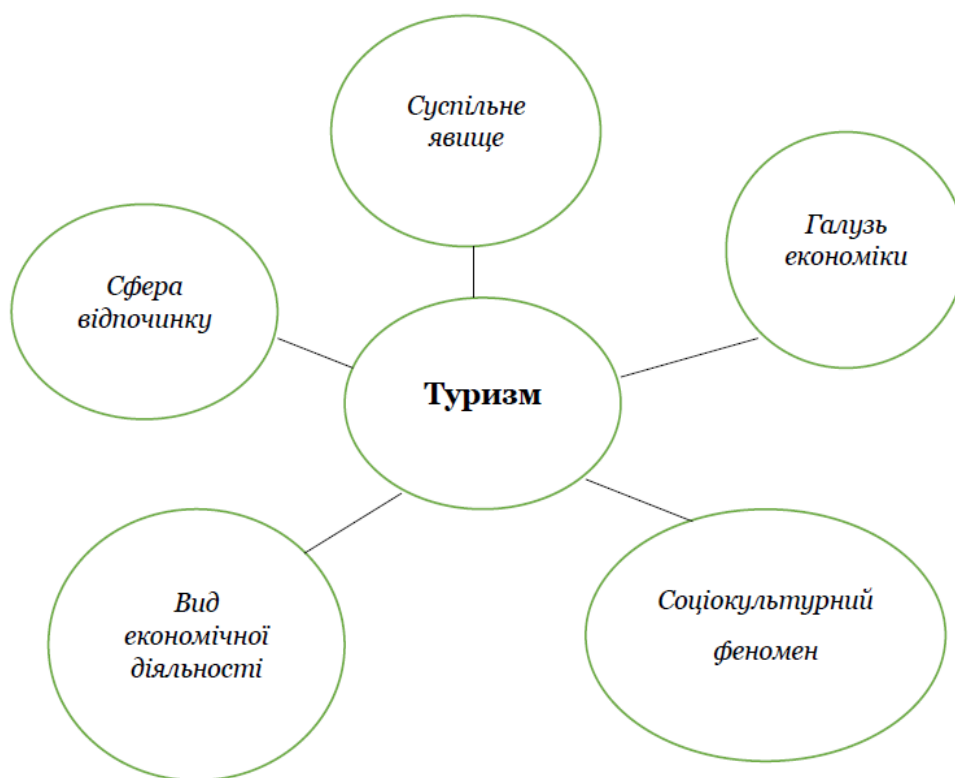 Суспільне
явище
Галузь
економіки
Сфера
відпочинку
Туризм
Вид
економічної
діяльності
Соціокультурний
феномен